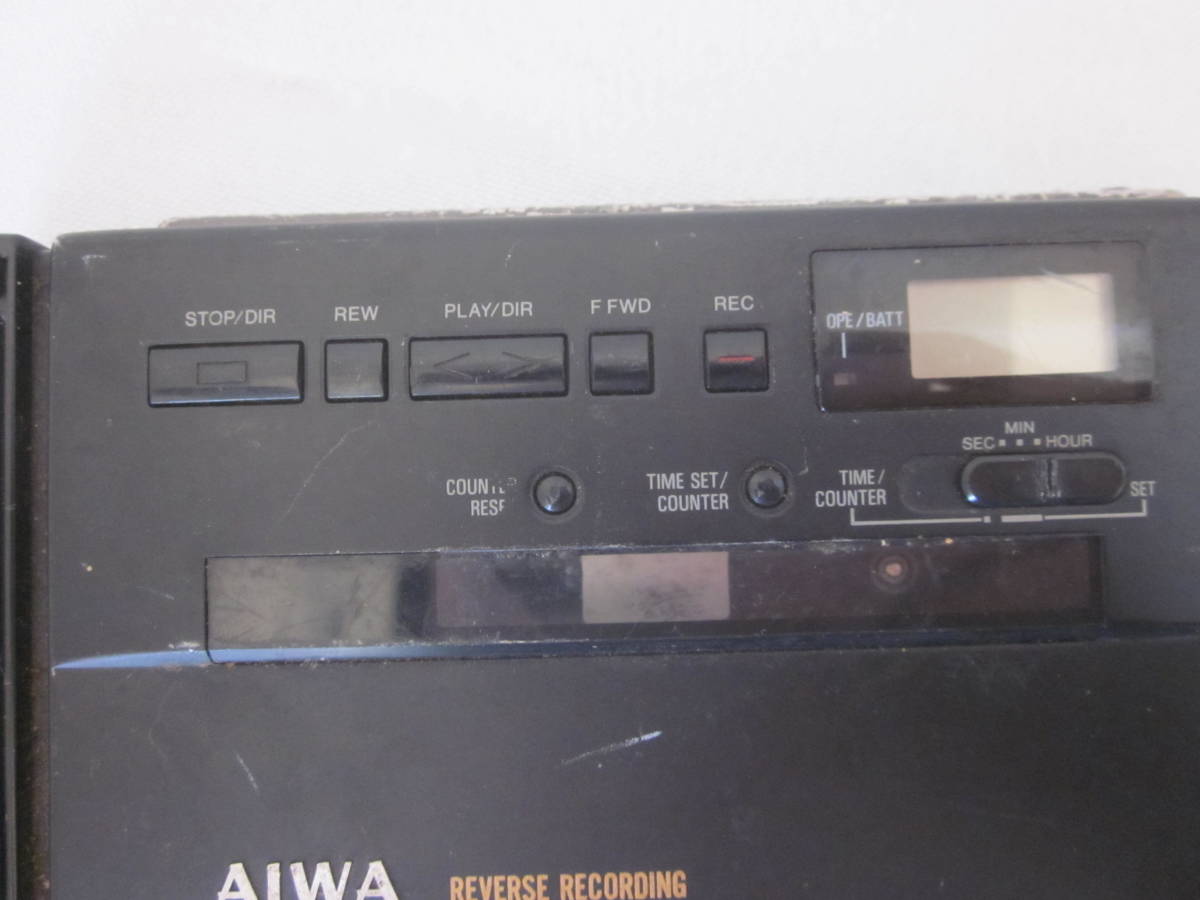 STOP/DIR REW PLAY/DIR F FWD REC
OPE/BATT
MIN
SEC HOUR
TIME SET/
COUNTER
TIME/
COUNTER
SET
AIWA REVERSE RECORDING